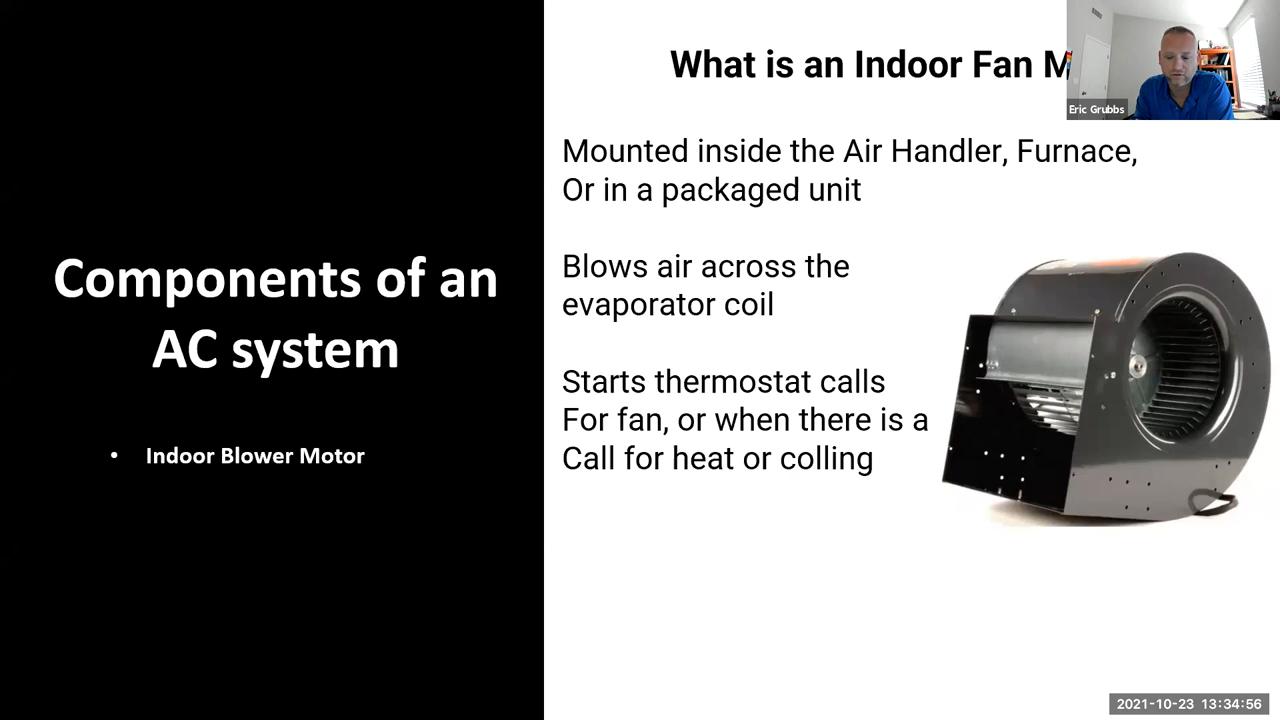 Components of an
AC system
• Indoor Blower Motor
What is an Indoor Fan M
Eric Grubbs
Mounted inside the Air Handler, Furnace,
Or in a packaged unit
Blows air across the
evaporator coil
Starts thermostat calls
For fan, or when there is a
Call for heat or colling
2021-10-23 13:34:56